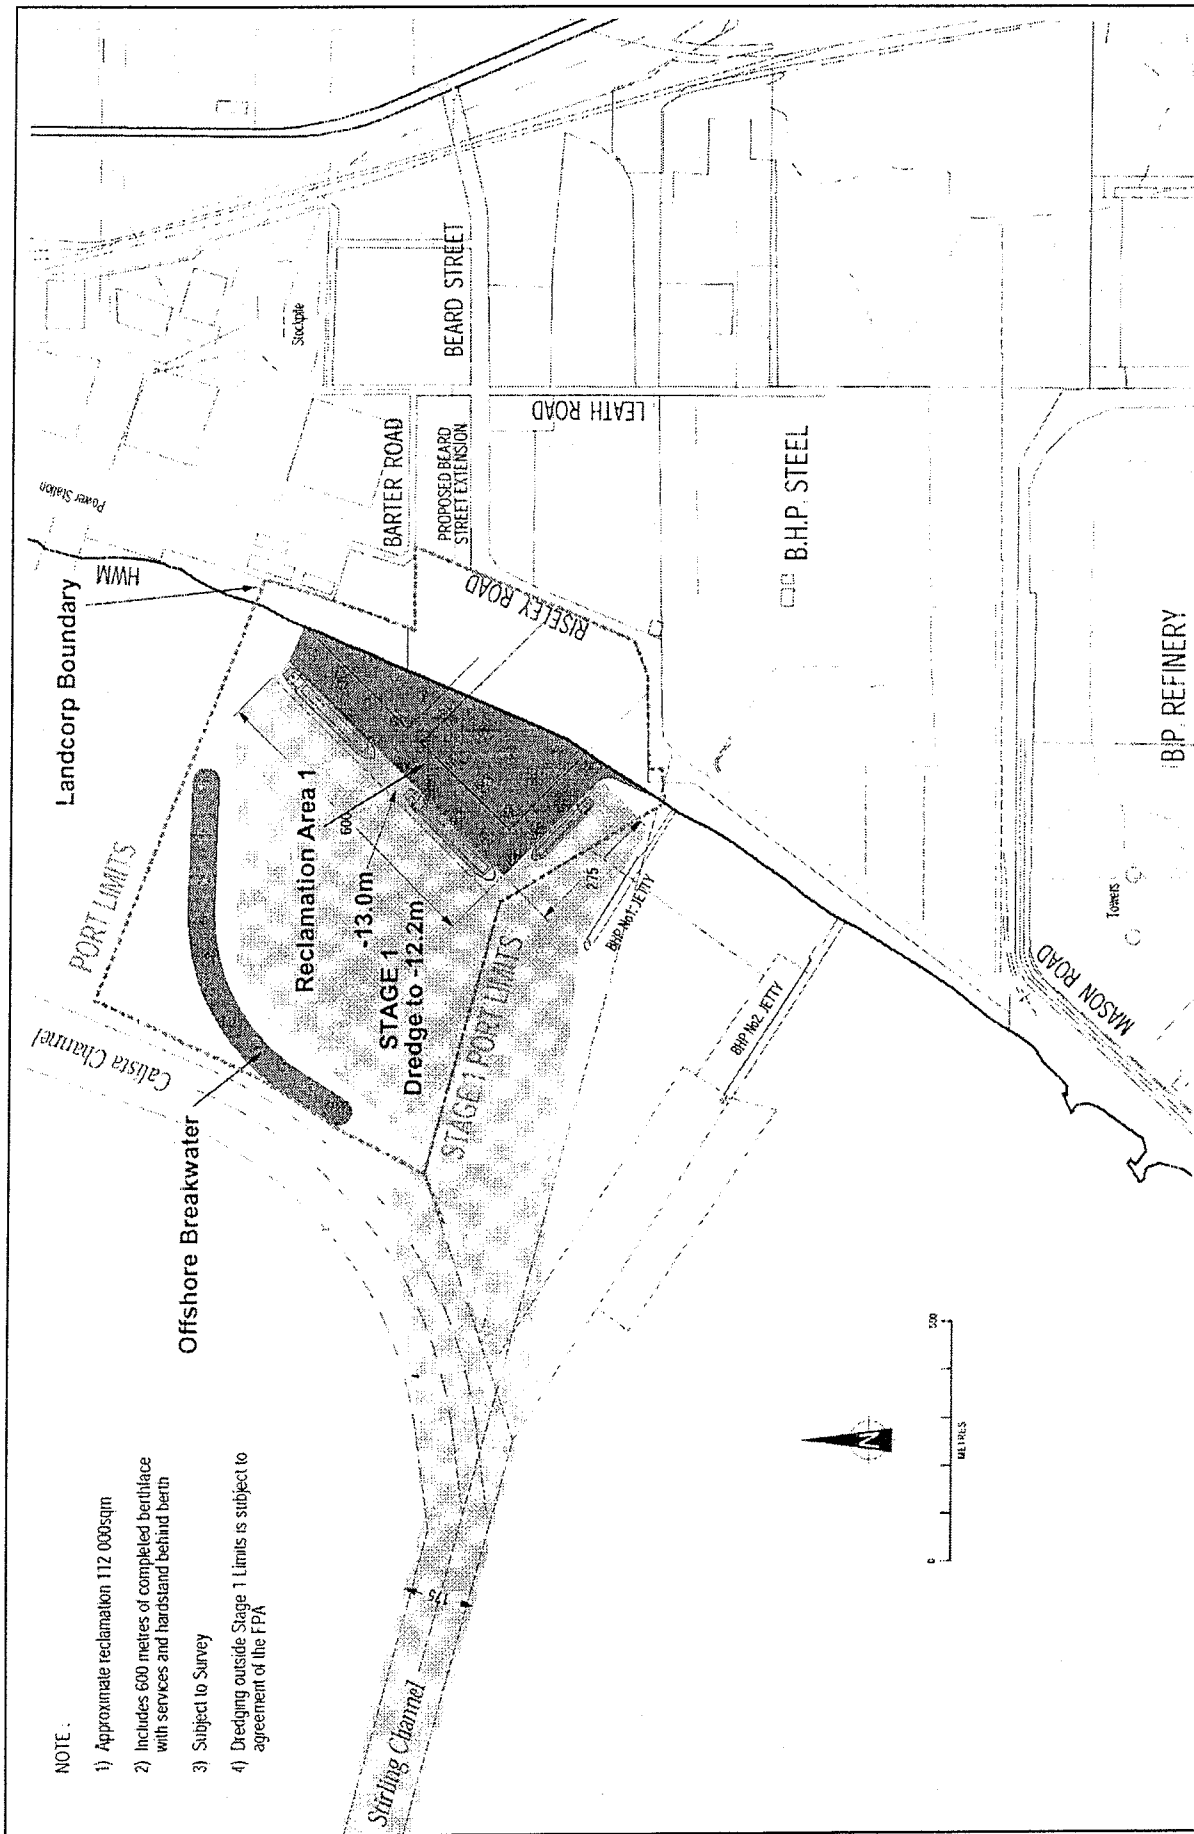 NOTE :
1) Approximate reclamation 112 000sqm
2) Includes 600 metres of completed berthface
with services and hardstand behind berth
3) Subject to Survey
4) Dredging outside Stage 1 Limits is subject to
agreement of the FPA
Landcorp Boundary
Offshore Breakwater
PORT LIMITS
Calista Channel
Reclamation Area 1
600
-13.0m
STAGE 1
Dredge to -12.2m
STAGE 1 PORT LIMITS
Stirling Channel
175
275
BHP No1. JETTY
BHP No2. JETTY
HWM
Power Station
Stockpile
BARTER ROAD
PROPOSED BEARD
STREET EXTENSION
BEARD STREET
LEATH ROAD
RISELEY ROAD
B.H.P STEEL
MASON ROAD
Towers
B.P. REFINERY
N
0
500
METRES